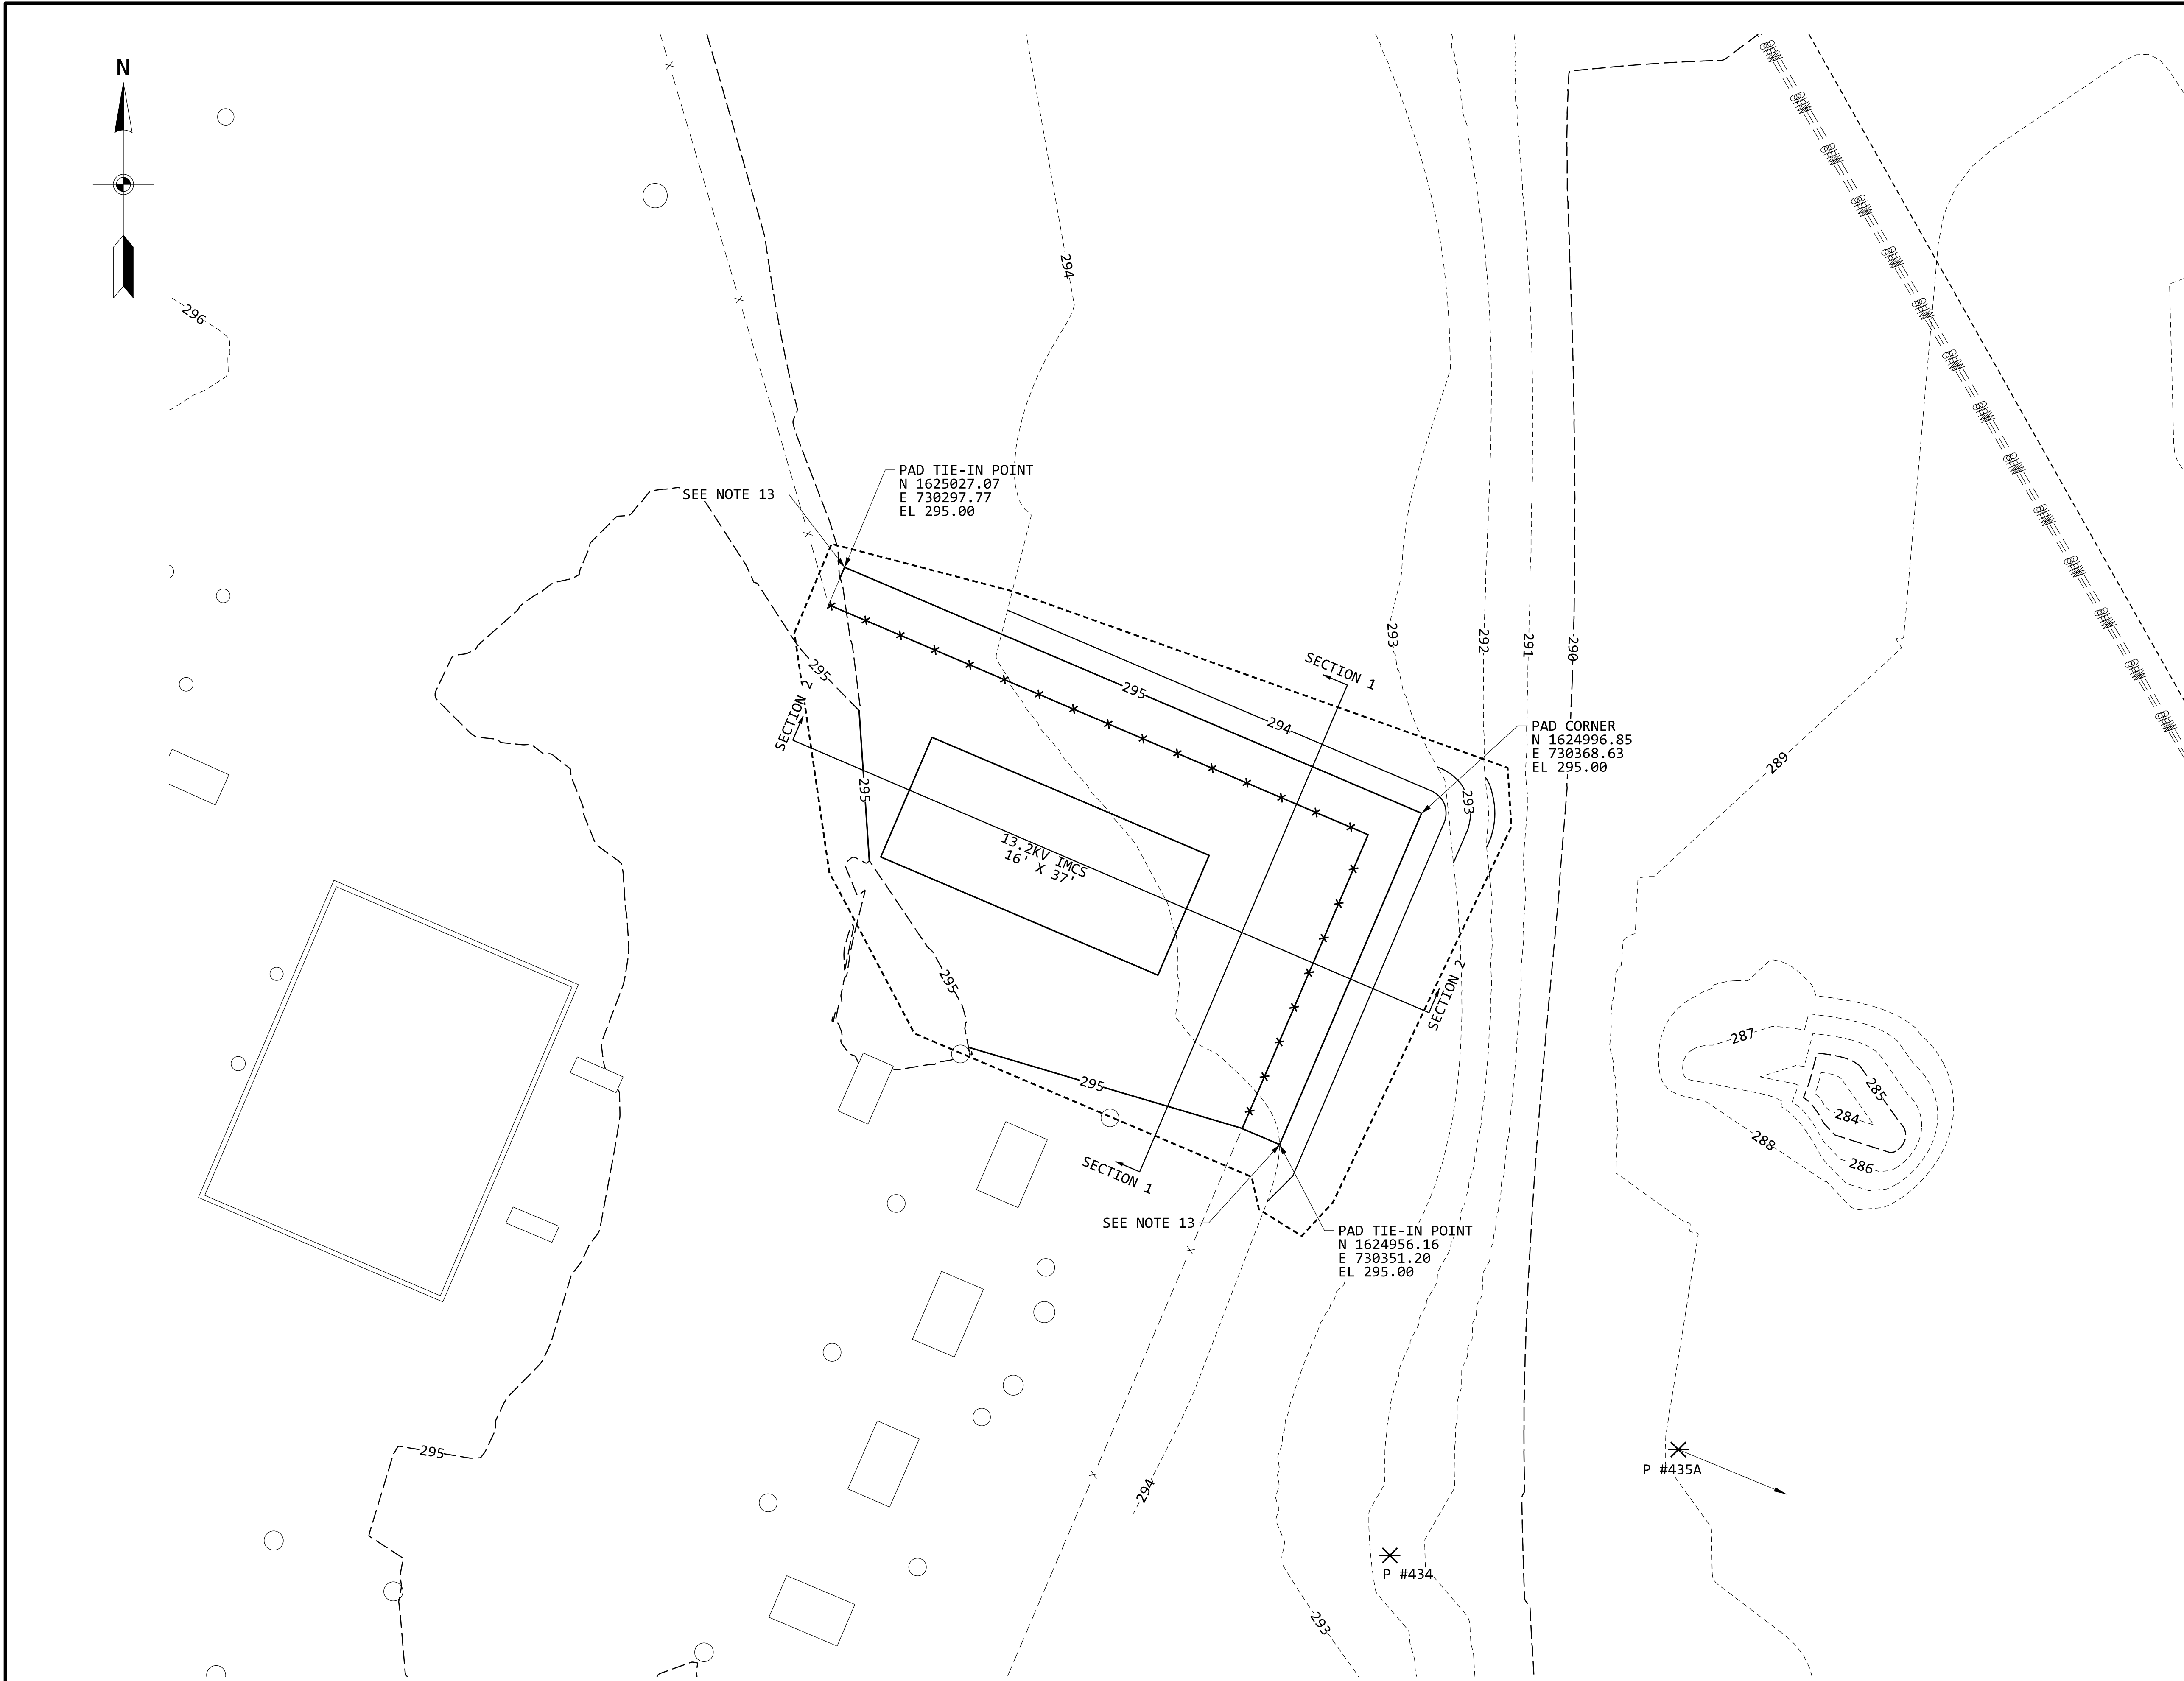 N
294
296
PAD TIE-IN POINT
N 1625027.07
E 730297.77
EL 295.00
SEE NOTE 13
293
292
291
290
295
SECTION 1
295
SECTION 2
294
PAD CORNER
N 1624996.85
E 730368.63
EL 295.00
289
295
293
13.2KV IMCS
16' X 37'
295
SECTION 2
287
295
285
284
288
286
SECTION 1
SEE NOTE 13
PAD TIE-IN POINT
N 1624956.16
E 730351.20
EL 295.00
295
294
P #435A
P #434
293